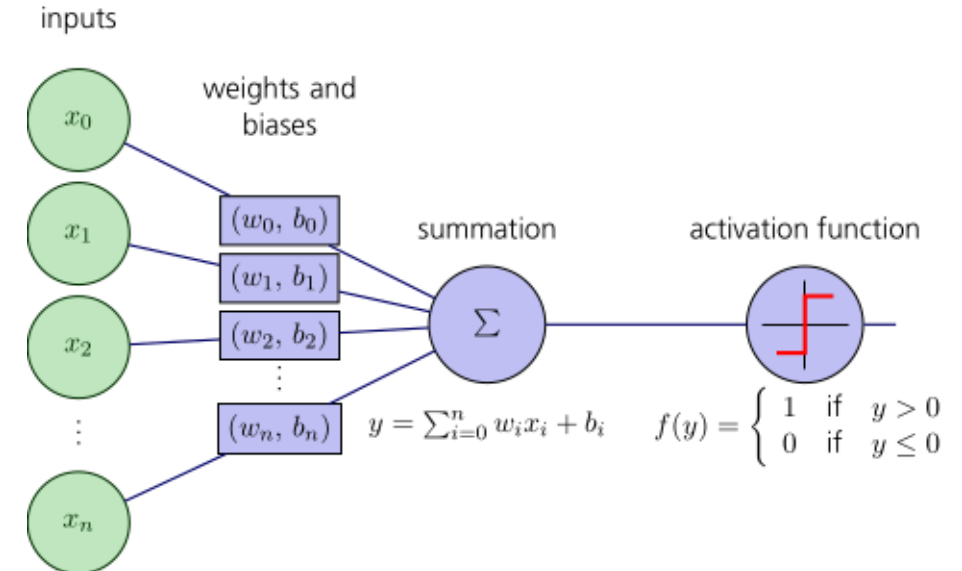 inputs
weights and
biases
summation
activation function
x₀
x₁
x₂
⋮
xₙ
(w₀, b₀)
(w₁, b₁)
(w₂, b₂)
⋮
(wₙ, bₙ)
Σ
y = ∑ⁿᵢ₌₀ wᵢxᵢ + bᵢ
f(y) = { 1 if y > 0
0 if y ≤ 0